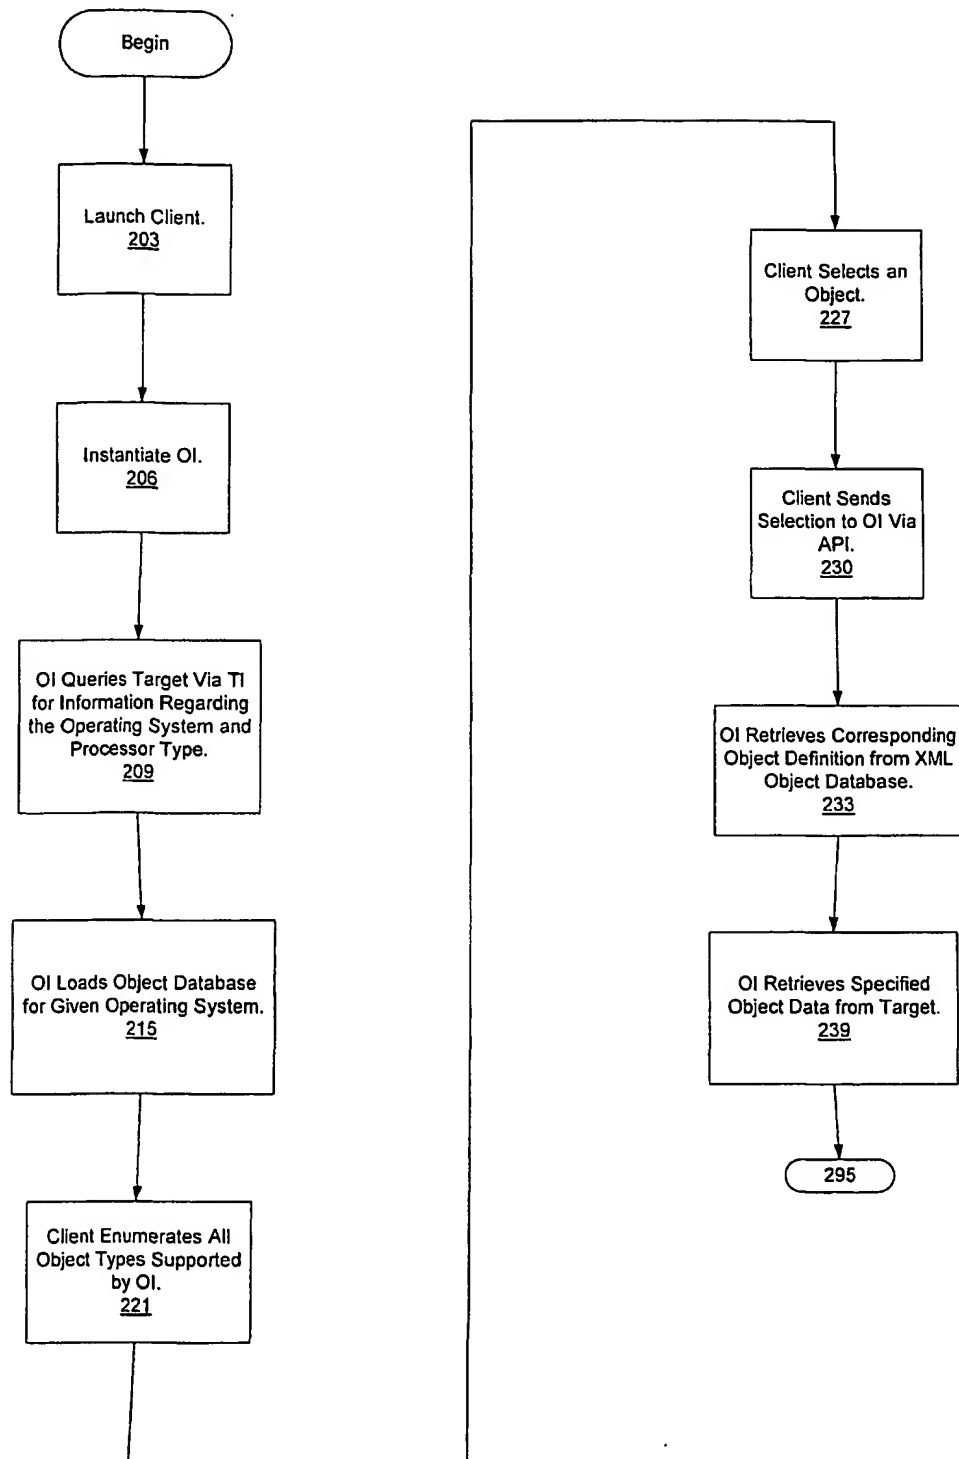 Begin
Launch Client.
203
Instantiate OI.
206
OI Queries Target Via TI
for Information Regarding
the Operating System and
Processor Type.
209
OI Loads Object Database
for Given Operating System.
215
Client Enumerates All
Object Types Supported
by OI.
221
Client Selects an
Object.
227
Client Sends
Selection to OI Via
API.
230
OI Retrieves Corresponding
Object Definition from XML
Object Database.
233
OI Retrieves Specified
Object Data from Target.
239
295